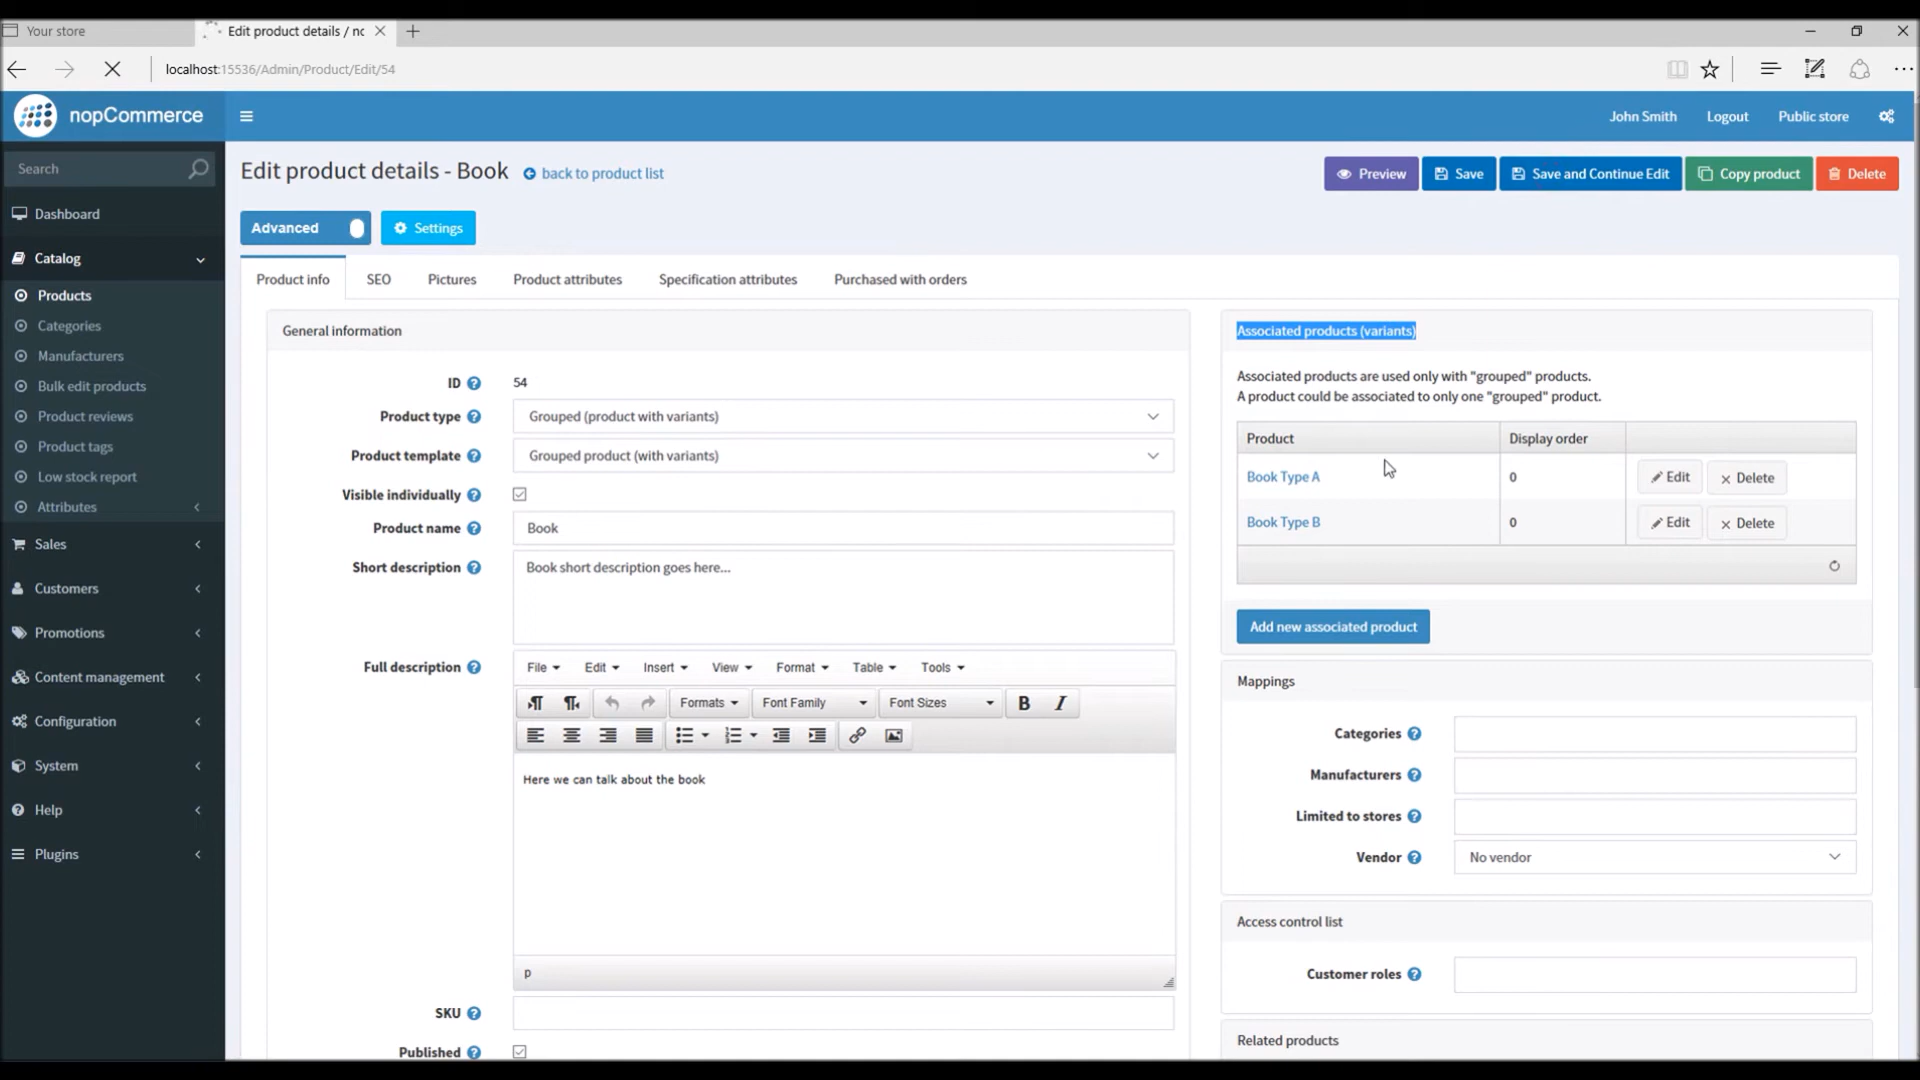 Your store
Edit product details / nc
localhost:15536/Admin/Product/Edit/54
nopCommerce
John Smith
Logout
Public store
Search
Dashboard
Catalog
Products
Categories
Manufacturers
Bulk edit products
Product reviews
Product tags
Low stock report
Attributes
Sales
Customers
Promotions
Content management
Configuration
System
Help
Plugins
Edit product details - Book
back to product list
Preview
Save
Save and Continue Edit
Copy product
Delete
Advanced
Settings
Product info
SEO
Pictures
Product attributes
Specification attributes
Purchased with orders
General information
ID
54
Product type
Grouped (product with variants)
Product template
Grouped product (with variants)
Visible individually
Product name
Book
Short description
Book short description goes here...
Full description
File
Edit
Insert
View
Format
Table
Tools
Formats
Font Family
Font Sizes
B
I
Here we can talk about the book
p
SKU
Published
Associated products (variants)
Associated products are used only with "grouped" products.
A product could be associated to only one "grouped" product.
Product
Display order
Book Type A
0
Edit
Delete
Book Type B
0
Edit
Delete
Add new associated product
Mappings
Categories
Manufacturers
Limited to stores
Vendor
No vendor
Access control list
Customer roles
Related products